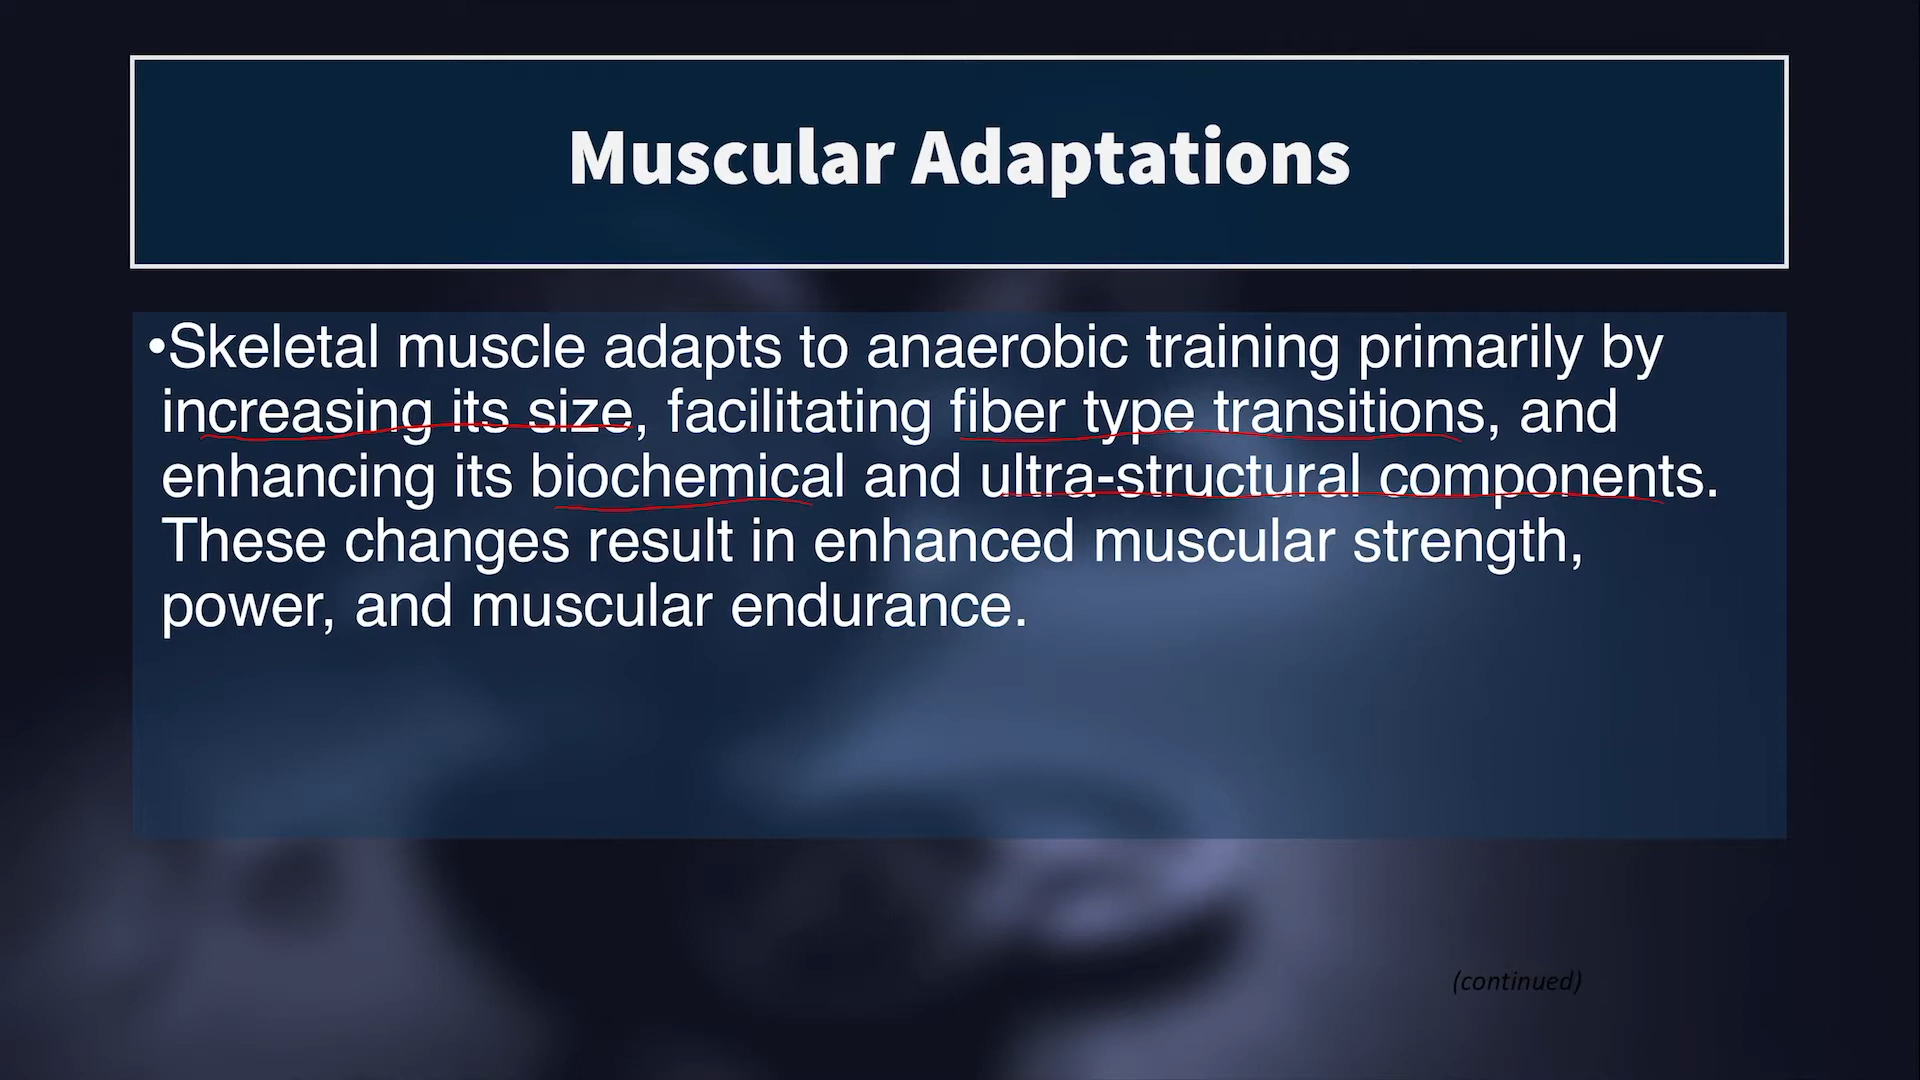 Muscular Adaptations
•Skeletal muscle adapts to anaerobic training primarily by
increasing its size, facilitating fiber type transitions, and
enhancing its biochemical and ultra-structural components.
These changes result in enhanced muscular strength,
power, and muscular endurance.
(continued)